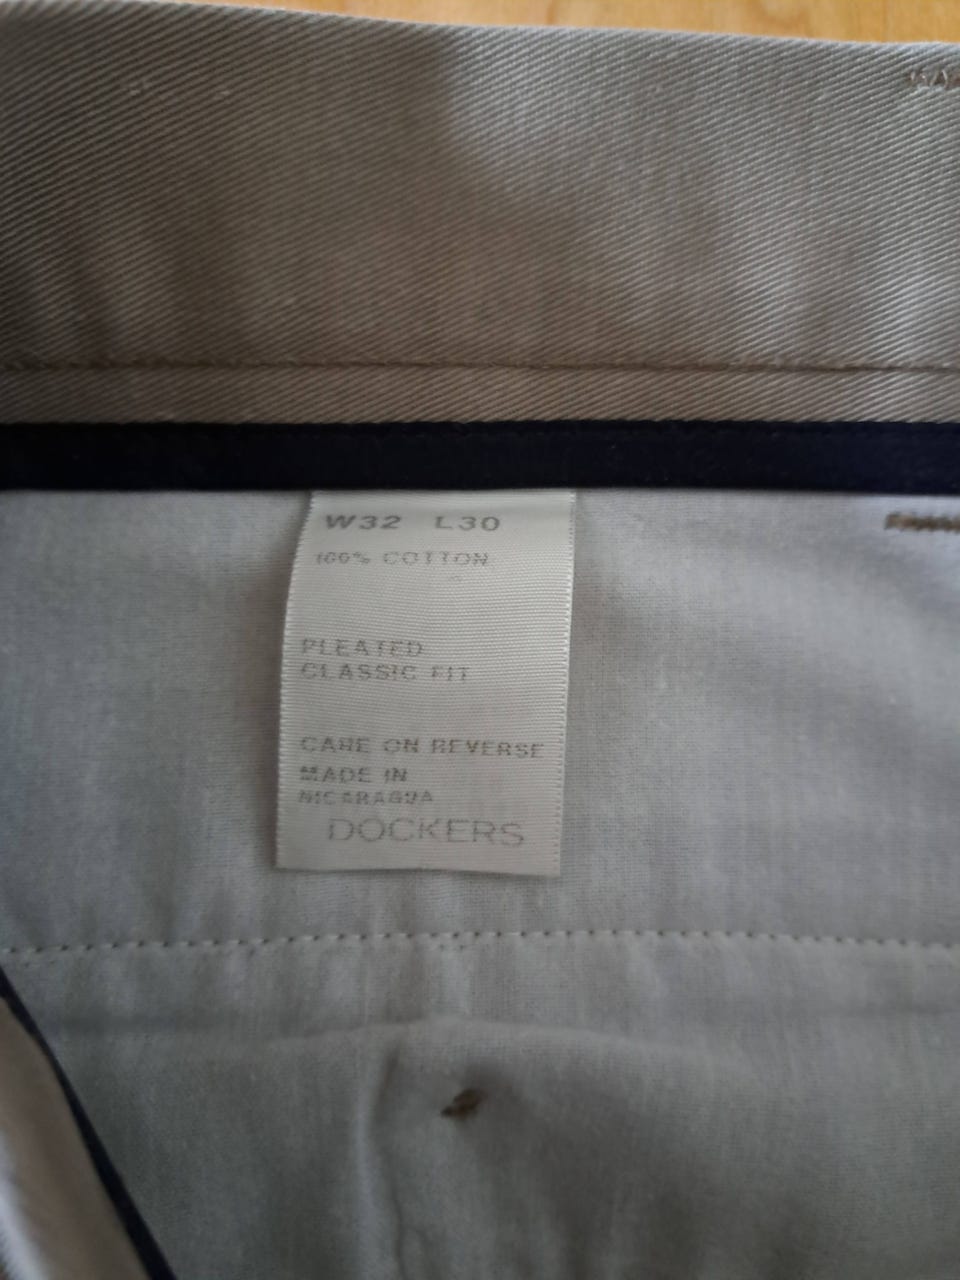 W32 L30
100% COTTON
PLEATED
CLASSIC FIT
CARE ON REVERSE
MADE IN
NICARAGUA
DOCKERS